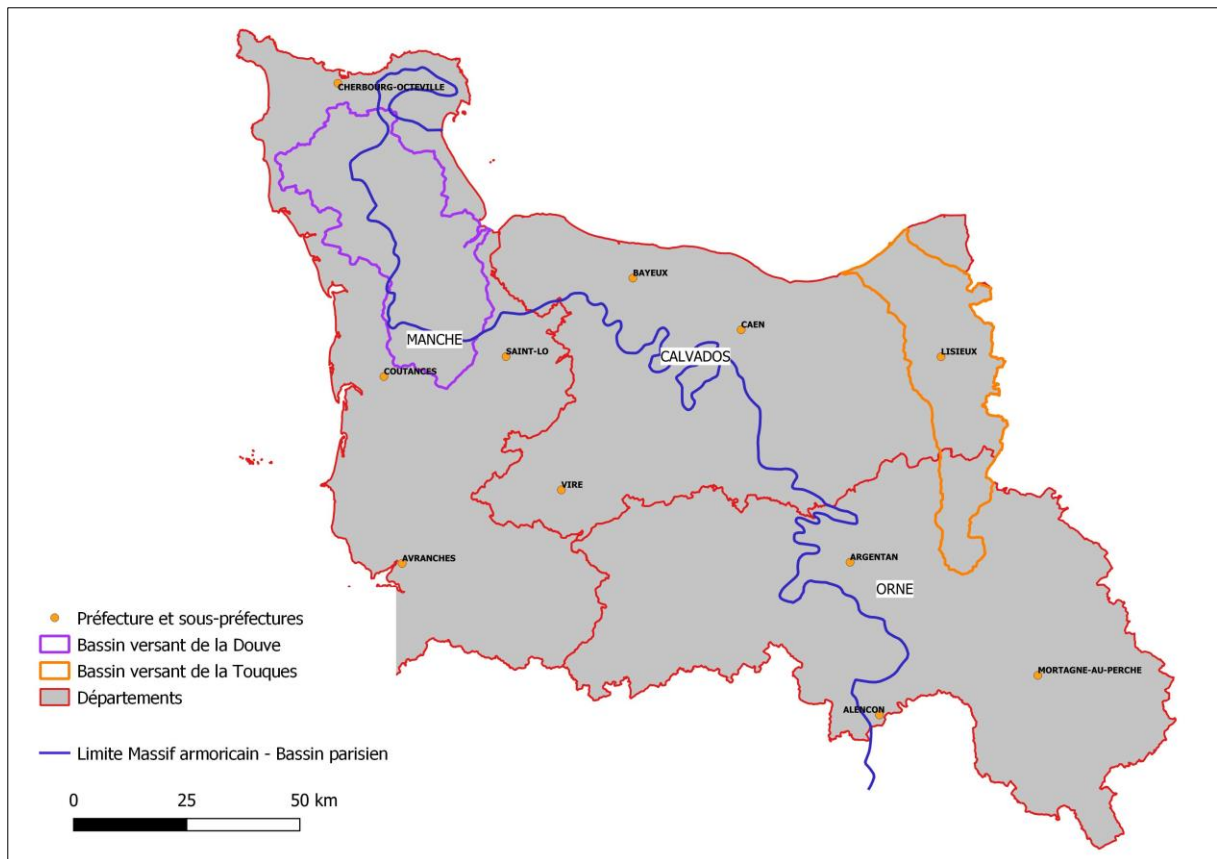 CHERBOURG-OCTEVILLE
BAYEUX
CAEN
MANCHE
CALVADOS
SAINT-LO
LISIEUX
COUTANCES
VIRE
AVRANCHES
ARGENTAN
ORNE
MORTAGNE-AU-PERCHE
ALENCON
Préfecture et sous-préfectures
Bassin versant de la Douve
Bassin versant de la Touques
Départements
Limite Massif armoricain - Bassin parisien
0 25 50 km